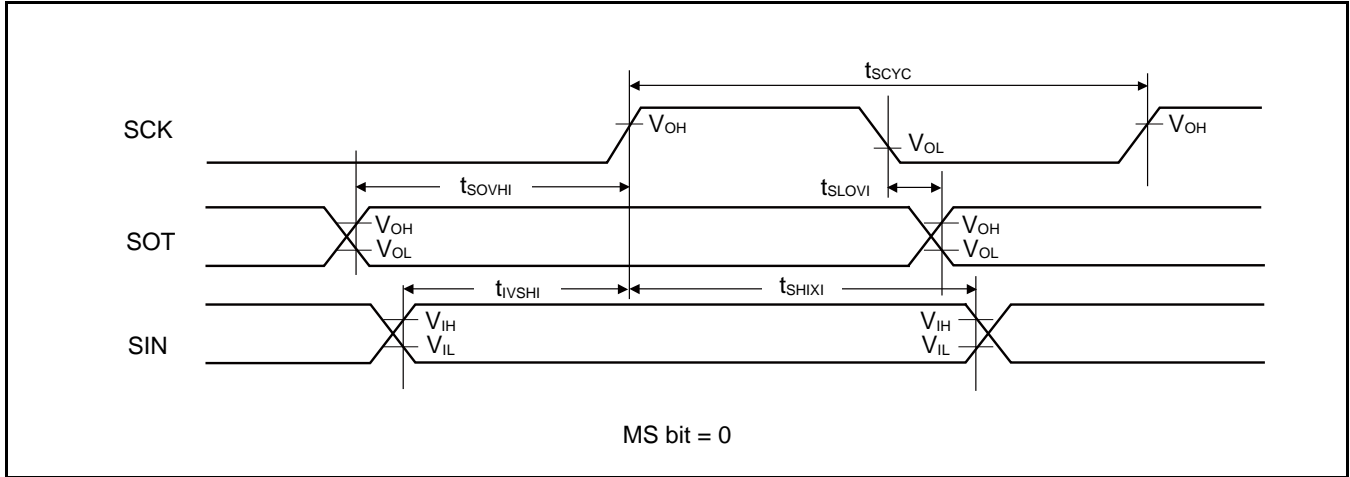 tSCYC
SCK
VOH
VOL
VOH
tSOVHI
tSLOVI
SOT
VOH
VOL
VOH
VOL
tIVSHI
tSHIXI
SIN
VIH
VIL
VIH
VIL
MS bit = 0